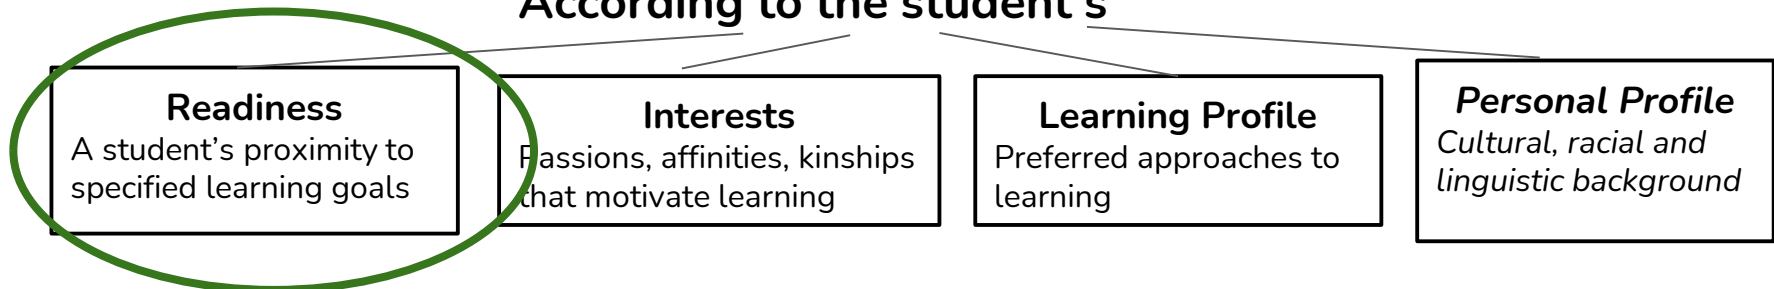 According to the student's
Readiness
A student’s proximity to
specified learning goals
Interests
Passions, affinities, kinships
that motivate learning
Learning Profile
Preferred approaches to
learning
Personal Profile
Cultural, racial and
linguistic background